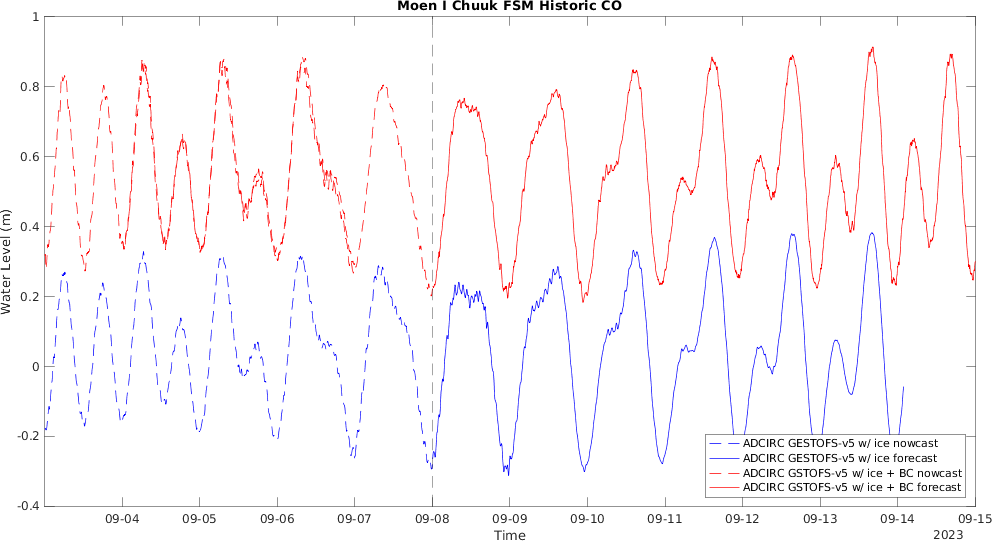 Moen I Chuuk FSM Historic CO
Water Level (m)
1
0.8
0.6
0.4
0.2
0
-0.2
-0.4
ADCIRC GESTOFS-v5 w/ ice nowcast
ADCIRC GESTOFS-v5 w/ ice forecast
ADCIRC GSTOFS-v5 w/ ice + BC nowcast
ADCIRC GSTOFS-v5 w/ ice + BC forecast
09-04 09-05 09-06 09-07 09-08 09-09 09-10 09-11 09-12 09-13 09-14 09-15
Time
2023